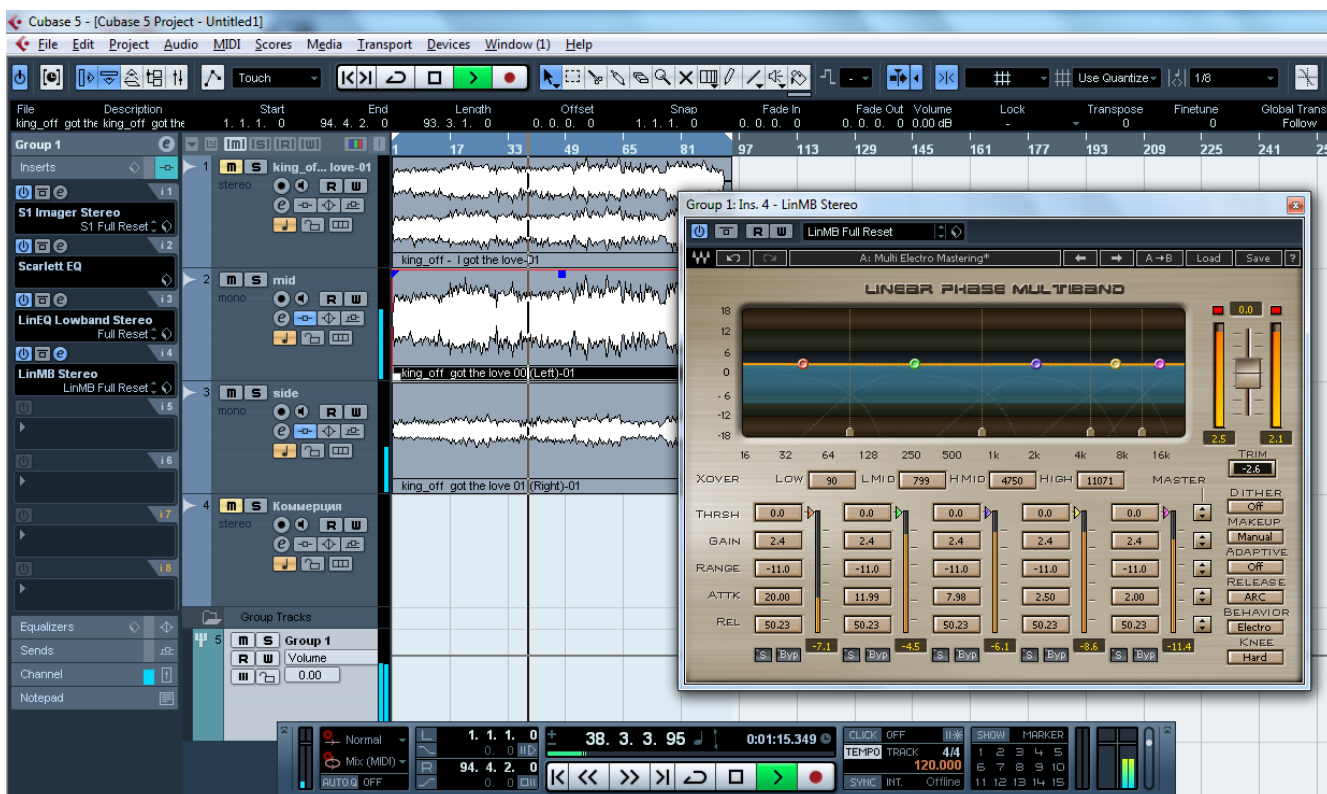 Cubase 5 - [Cubase 5 Project - Untitled1]
File Edit Project Audio MIDI Scores Media Transport Devices Window (1) Help
Touch
- -
Use Quantize
1/8
File Description Start End Length Offset Snap Fade In Fade Out Volume Lock Transpose Finetune Global Trans
king_off got the king_off got the 1. 1. 1. 0 94. 4. 2. 0 93. 3. 1. 0 0. 0. 0. 0 1. 1. 1. 0 0. 0. 0. 0 0. 0. 0. 0 0.00 dB - 0 0 Follow
Group 1
e
[m] [S] [R] [W]
1 17 33 49 65 81 97 113 129 145 161 177 193 209 225 241
Inserts
i1
S1 Imager Stereo
S1 Full Reset
i2
Scarlett EQ
i3
LinEQ Lowband Stereo
Full Reset
i4
LinMB Stereo
LinMB Full Reset
i5
i6
i7
i8
Equalizers
Sends
Channel
Notepad
1 m S king_of... love-01
stereo R W
e
king_off - I got the love-01
2 m S mid
mono R W
e
king_off got the love 00 (Left)-01
3 m S side
mono R W
e
king_off got the love 01 (Right)-01
4 m S Коммерция
stereo R W
e
Group Tracks
5 m S Group 1
R W Volume
0.00
Group 1: Ins. 4 - LinMB Stereo
R W LinMB Full Reset
A: Multi Electro Mastering* A→B Load Save ?
LINEAR PHASE MULTIBAND
18
12
6
0
-6
-12
-18
16 32 64 128 250 500 1k 2k 4k 8k 16k
0.0
2.5 2.1
TRIM
-2.6
XOVER LOW 90 LMID 799 HMID 4750 HIGH 11071 MASTER
THRSH 0.0 0.0 0.0 0.0 0.0
GAIN 2.4 2.4 2.4 2.4 2.4
RANGE -11.0 -11.0 -11.0 -11.0 -11.0
ATTK 20.00 11.99 7.98 2.50 2.00
REL 50.23 50.23 50.23 50.23 50.23
S Byp -7.1 S Byp -4.5 S Byp -6.1 S Byp -8.6 S Byp -11.4
DITHER
Off
MAKEUP
Manual
ADAPTIVE
Off
RELEASE
ARC
BEHAVIOR
Electro
KNEE
Hard
Normal
Mix (MIDI)
AUTO Q OFF
L 1. 1. 1. 0
0. 0
R 94. 4. 2. 0
0. 0
38. 3. 3. 95
0:01:15.349
CLICK OFF
TEMPO TRACK 4/4
120.000
SYNC INT. Offline
SHOW MARKER
1 2 3 4 5
6 7 8 9 10
11 12 13 14 15